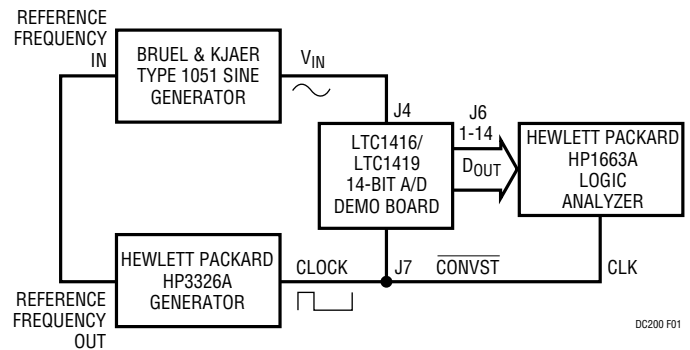 REFERENCE
FREQUENCY
IN
BRUEL & KJAER
TYPE 1051 SINE
GENERATOR
VIN
J4
J6
1-14
LTC1416/
LTC1419
14-BIT A/D
DEMO BOARD
DOUT
HEWLETT PACKARD
HP1663A
LOGIC
ANALYZER
HEWLETT PACKARD
HP3326A
GENERATOR
CLOCK
J7
CONVST
CLK
REFERENCE
FREQUENCY
OUT
DC200 F01